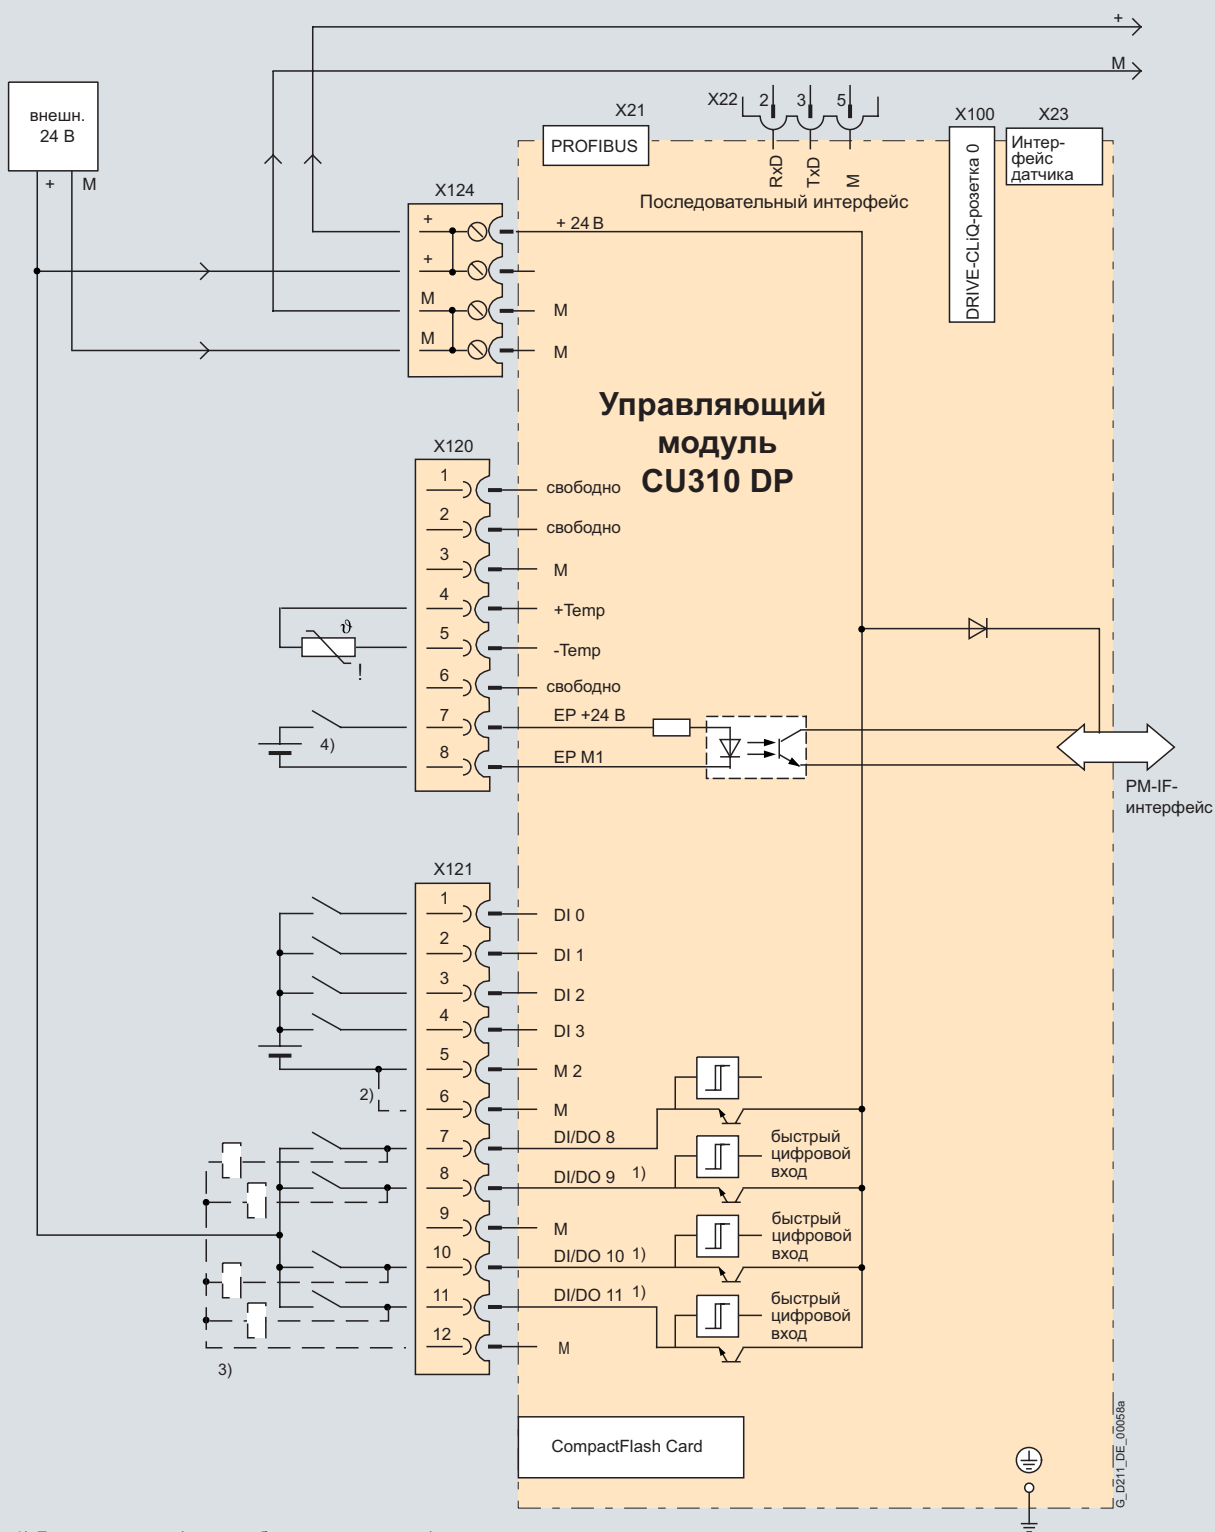 +
M
внешн.
24 В
+ M
X21
PROFIBUS
X22 2 3 5
RxD
TxD
M
Последовательный интерфейс
X100
DRIVE-CLiQ-розетка 0
X23
Интер-
фейс
датчика
X124
+
+ 24 В
+
M
M
M
M
Управляющий
модуль
CU310 DP
X120
1 свободно
2 свободно
3 M
4 +Temp
5 -Temp
6 свободно
7 EP +24 В
8 EP M1
ϑ
!
4)
PM-IF-
интерфейс
X121
1 DI 0
2 DI 1
3 DI 2
4 DI 3
5 M 2
6 M
7 DI/DO 8
8 DI/DO 9 1)
9 M
10 DI/DO 10 1)
11 DI/DO 11 1)
12 M
2)
3)
быстрый
цифровой
вход
быстрый
цифровой
вход
быстрый
цифровой
вход
CompactFlash Card
G_D211_DE_00058a